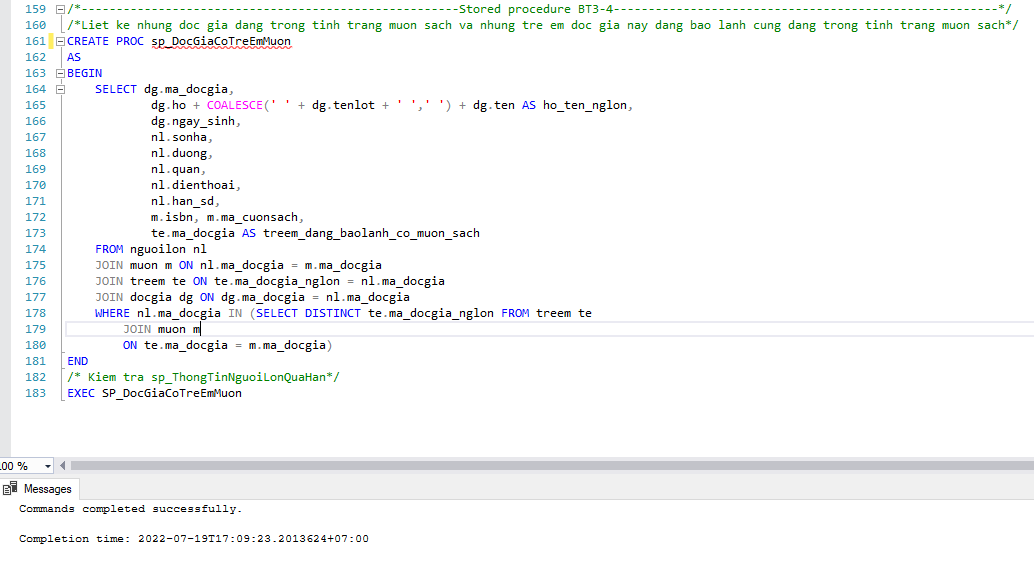 159 /*------------------------------------------------------Stored procedure BT3-4-------------------------------------------------------*/
160 /*Liet ke nhung doc gia dang trong tinh trang muon sach va nhung tre em doc gia nay dang bao lanh cung dang trong tinh trang muon sach*/
161 CREATE PROC sp_DocGiaCoTreEmMuon
162 AS
163 BEGIN
164 SELECT dg.ma_docgia,
165 dg.ho + COALESCE(' ' + dg.tenlot + ' ',' ') + dg.ten AS ho_ten_nglon,
166 dg.ngay_sinh,
167 nl.sonha,
168 nl.duong,
169 nl.quan,
170 nl.dienthoai,
171 nl.han_sd,
172 m.isbn, m.ma_cuonsach,
173 te.ma_docgia AS treem_dang_baolanh_co_muon_sach
174 FROM nguoilon nl
175 JOIN muon m ON nl.ma_docgia = m.ma_docgia
176 JOIN treem te ON te.ma_docgia_nglon = nl.ma_docgia
177 JOIN docgia dg ON dg.ma_docgia = nl.ma_docgia
178 WHERE nl.ma_docgia IN (SELECT DISTINCT te.ma_docgia_nglon FROM treem te
179 JOIN muon m
180 ON te.ma_docgia = m.ma_docgia)
181 END
182 /* Kiem tra sp_ThongTinNguoiLonQuaHan*/
183 EXEC SP_DocGiaCoTreEmMuon
00 %
Messages
Commands completed successfully.
Completion time: 2022-07-19T17:09:23.2013624+07:00